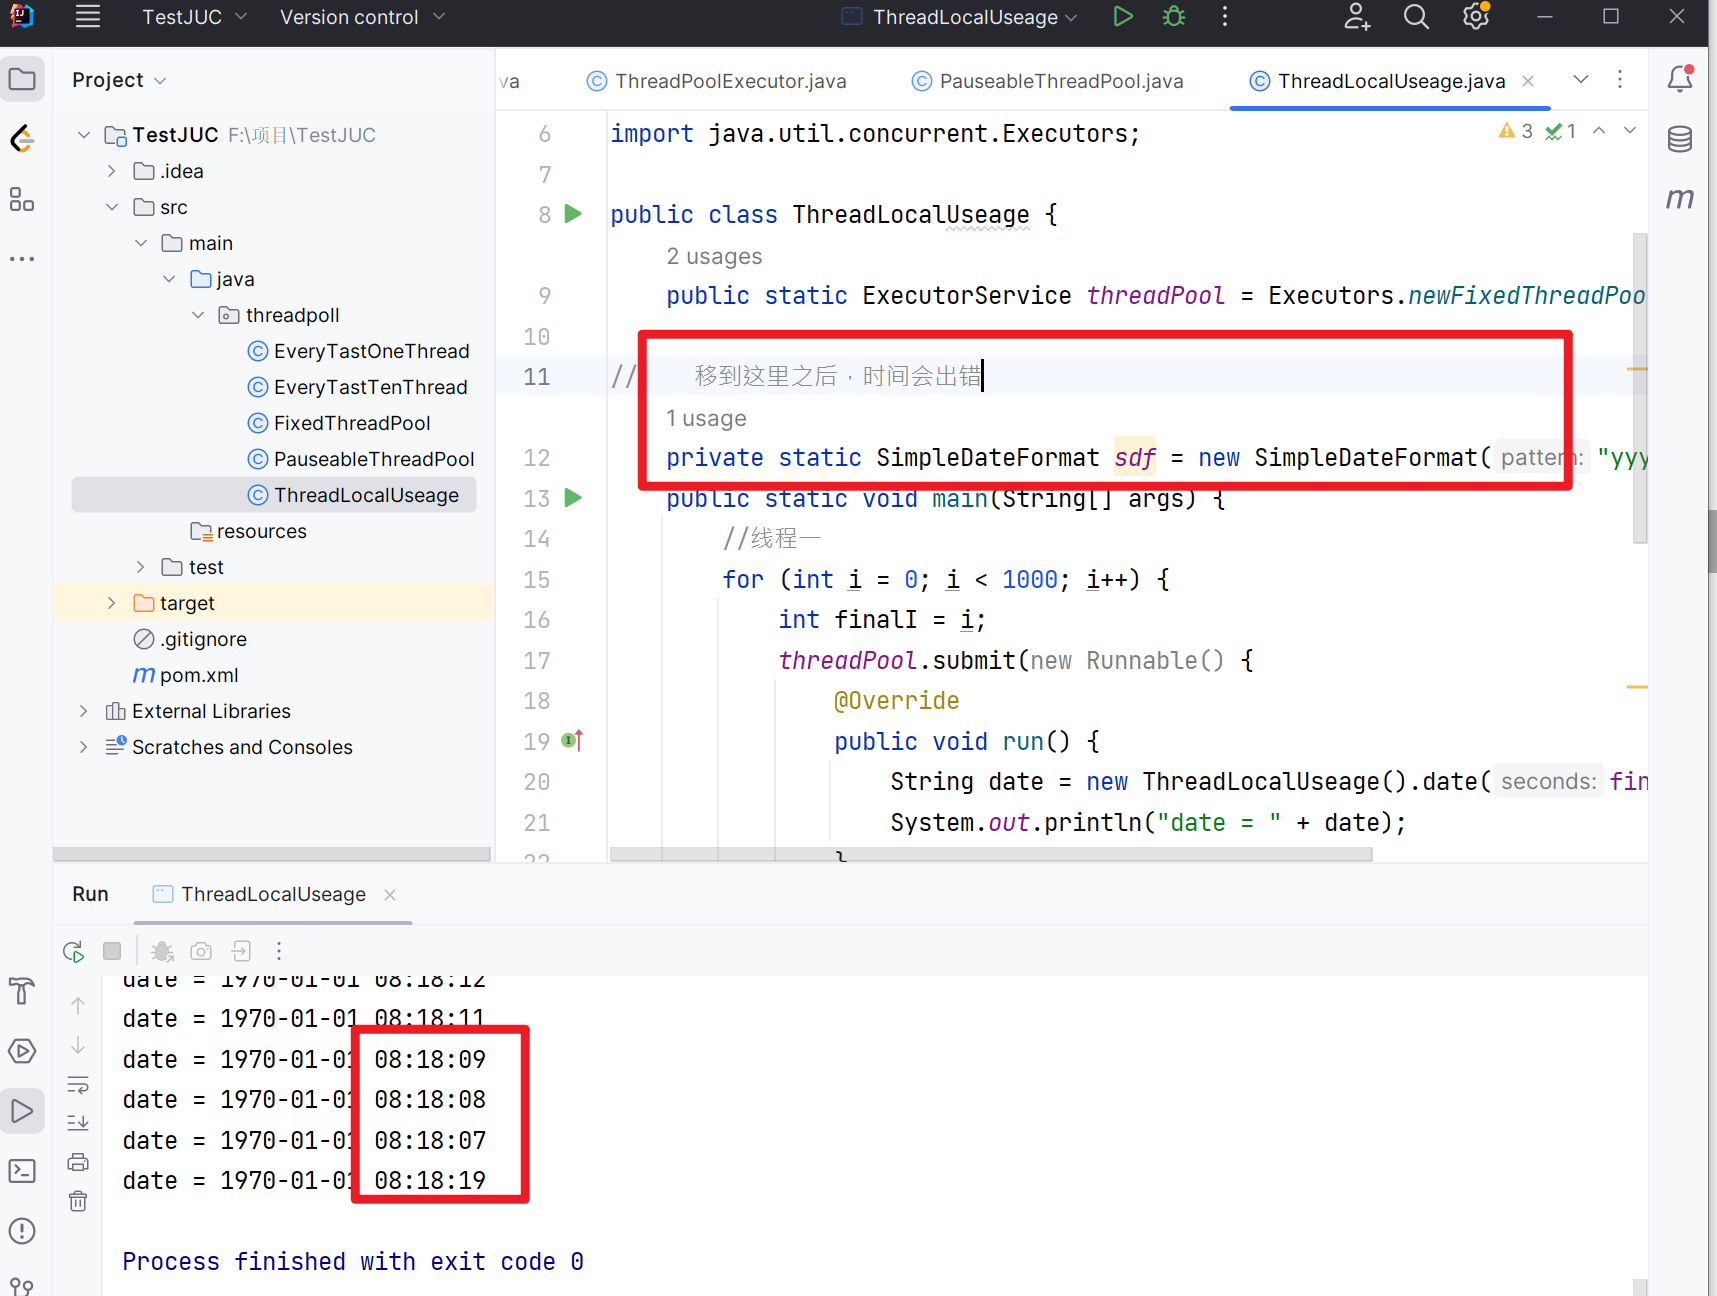 TestJUC
Version control
ThreadLocalUseage
Project
va
ThreadPoolExecutor.java
PauseableThreadPool.java
ThreadLocalUseage.java
TestJUC F:\项目\TestJUC
.idea
src
main
java
threadpoll
EveryTastOneThread
EveryTastTenThread
FixedThreadPool
PauseableThreadPool
ThreadLocalUseage
resources
test
target
.gitignore
pom.xml
External Libraries
Scratches and Consoles
3 1
6 import java.util.concurrent.Executors;
7
8 public class ThreadLocalUseage {
2 usages
9 public static ExecutorService threadPool = Executors.newFixedThreadPoo
10
11 // 移到这里之后，时间会出错
1 usage
12 private static SimpleDateFormat sdf = new SimpleDateFormat( pattern: "yyy
13 public static void main(String[] args) {
14 //线程一
15 for (int i = 0; i < 1000; i++) {
16 int finalI = i;
17 threadPool.submit(new Runnable() {
18 @Override
19 public void run() {
20 String date = new ThreadLocalUseage().date( seconds: fin
21 System.out.println("date = " + date);
22 }
Run
ThreadLocalUseage
date = 1970-01-01 08:18:12
date = 1970-01-01 08:18:11
date = 1970-01-01 08:18:09
date = 1970-01-01 08:18:08
date = 1970-01-01 08:18:07
date = 1970-01-01 08:18:19
Process finished with exit code 0